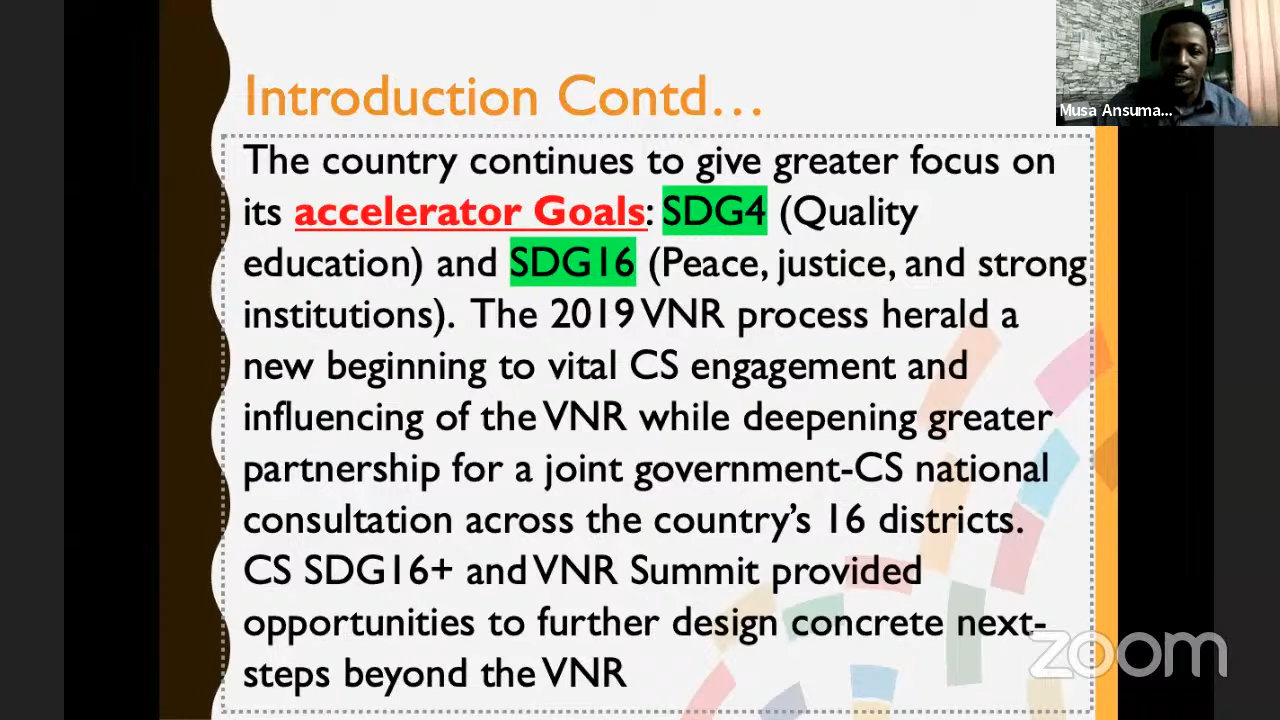 Introduction Contd...
Musa Ansuma...
The country continues to give greater focus on
its accelerator Goals: SDG4 (Quality
education) and SDG16 (Peace, justice, and strong
institutions). The 2019 VNR process herald a
new beginning to vital CS engagement and
influencing of the VNR while deepening greater
partnership for a joint government-CS national
consultation across the country’s 16 districts.
CS SDG16+ and VNR Summit provided
opportunities to further design concrete next-
steps beyond the VNR
zoom